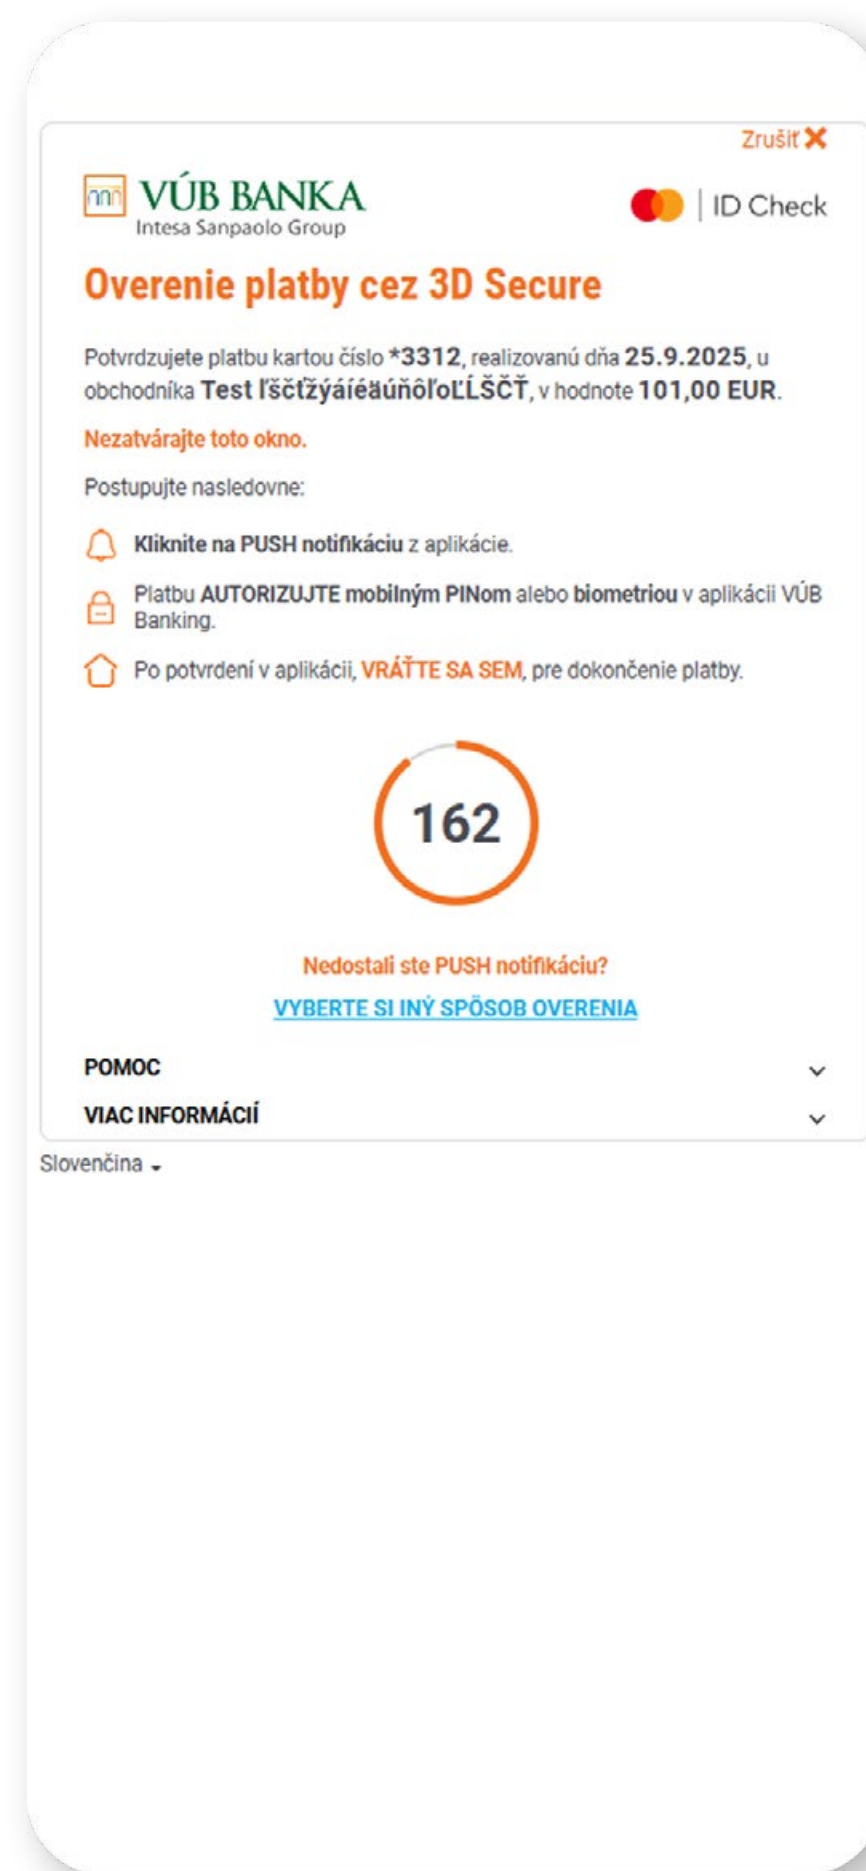 Zrušiť
VÚB BANKA
Intesa Sanpaolo Group
ID Check
Overenie platby cez 3D Secure
Potvrdzujete platbu kartou číslo *3312, realizovanú dňa 25.9.2025, u
obchodníka Test ľščťžýáíéäúňôľoĽĹŠČŤ, v hodnote 101,00 EUR.
Nezatvárajte toto okno.
Postupujte nasledovne:
Kliknite na PUSH notifikáciu z aplikácie.
Platbu AUTORIZUJTE mobilným PINom alebo biometriou v aplikácii VÚB
Banking.
Po potvrdení v aplikácii, VRÁŤTE SA SEM, pre dokončenie platby.
162
Nedostali ste PUSH notifikáciu?
VYBERTE SI INÝ SPÔSOB OVERENIA
POMOC
VIAC INFORMÁCIÍ
Slovenčina